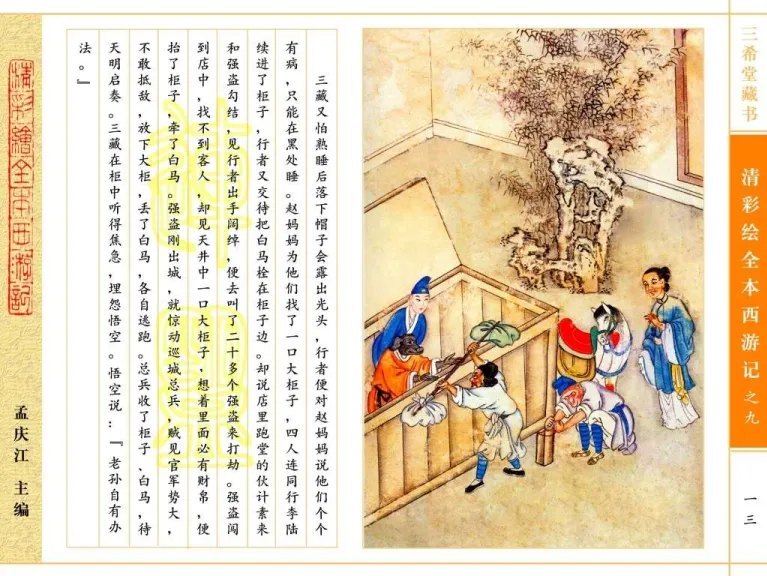 三希堂藏书
清彩绘全本西游记之九
一三
三藏又怕熟睡后落下帽子会露出光头，行者便对赵妈妈说他们个个
有病，只能在黑处睡。赵妈妈为他们找了一口大柜子，四人连同行李陆
续进了柜子，行者又交待把白马栓在柜子边。却说店里跑堂的伙计素来
和强盗勾结，见行者出手阔绰，便去叫了二十多个强盗来打劫。强盗闯
到店中，找不到客人，却见天井中一口大柜子，想着里面必有财帛，便
抬了柜子，牵了白马。强盗刚出城，就惊动巡城总兵，贼见官军势大，
不敢抵敌，放下大柜，丢了白马，各自逃跑。总兵收了柜子、白马，待
天明启奏。三藏在柜中听得焦急，埋怨悟空。悟空说：『老孙自有办
法。』
清彩绘全本西游记
孟庆江 主编